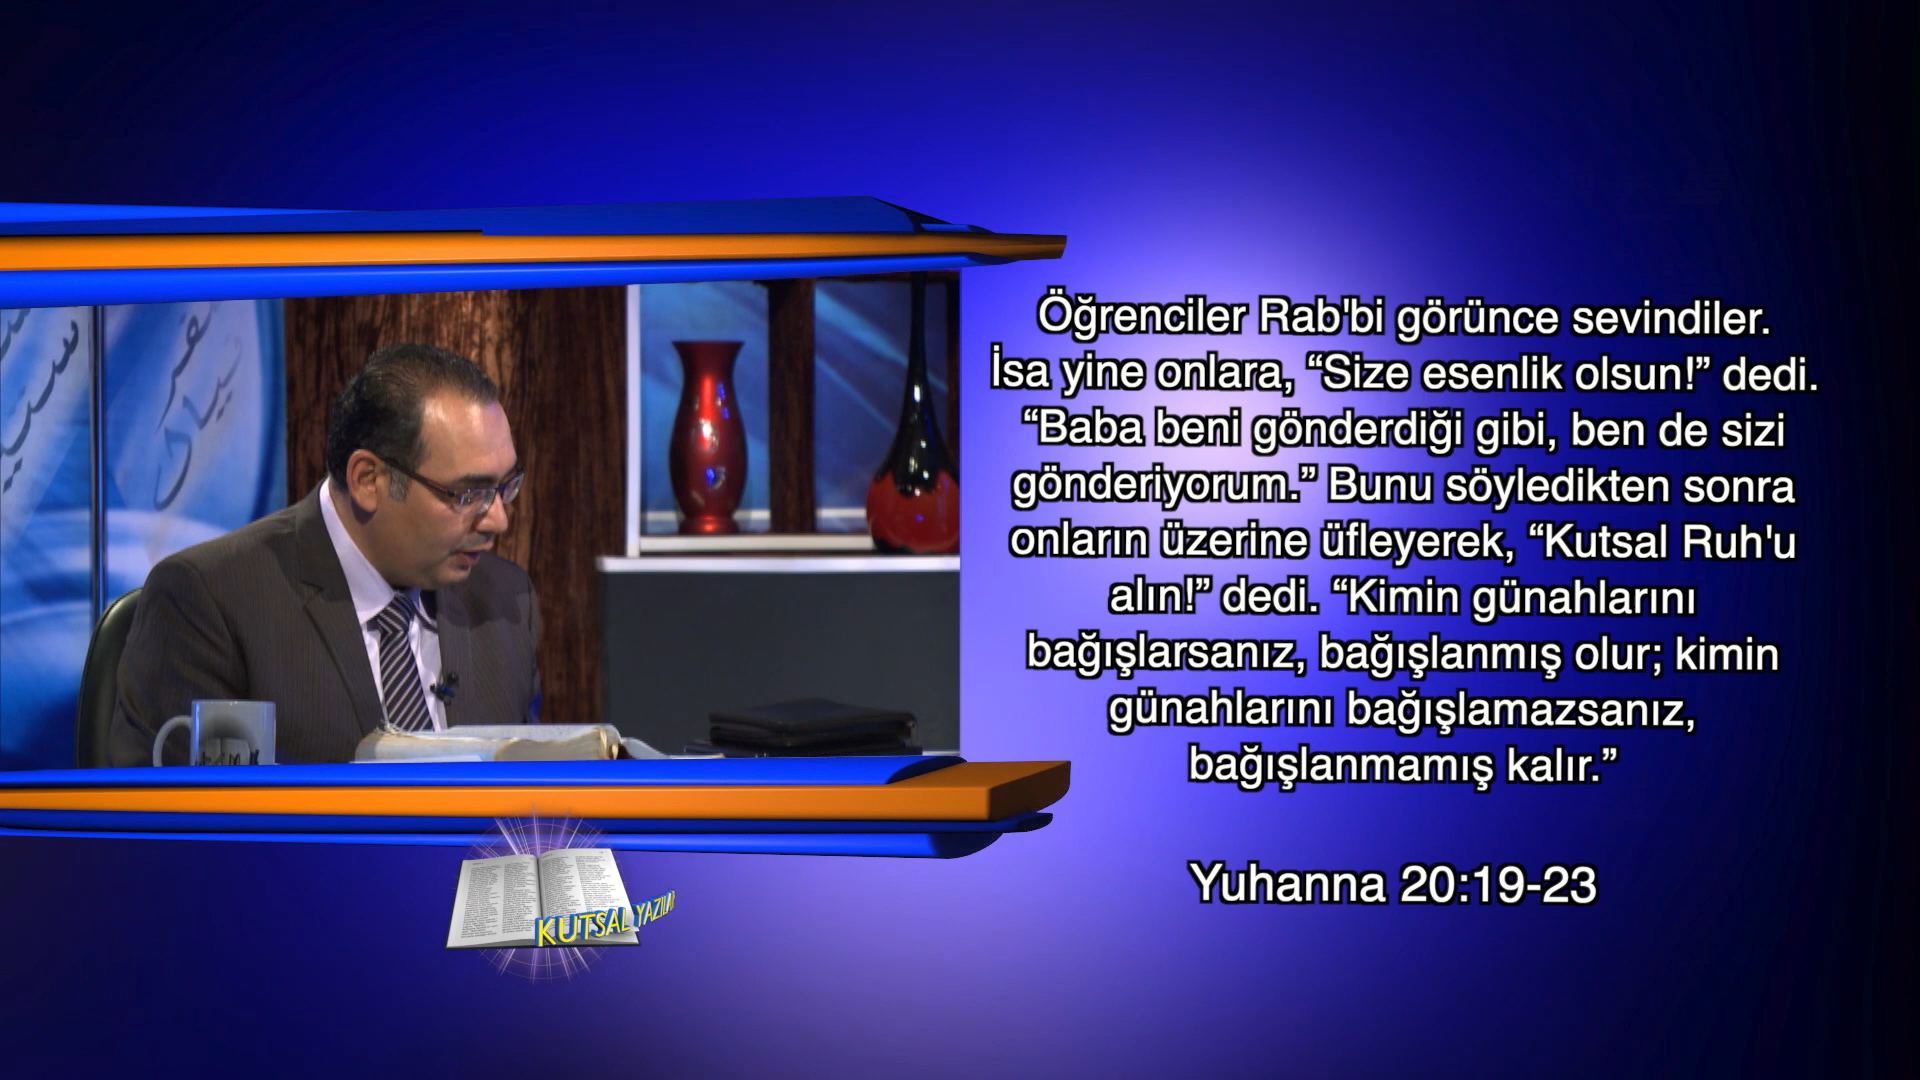 Öğrenciler Rab'bi görünce sevindiler.
İsa yine onlara, “Size esenlik olsun!” dedi.
“Baba beni gönderdiği gibi, ben de sizi
gönderiyorum.” Bunu söyledikten sonra
onların üzerine üfleyerek, “Kutsal Ruh'u
alın!” dedi. “Kimin günahlarını
bağışlarsanız, bağışlanmış olur; kimin
günahlarını bağışlamazsanız,
bağışlanmamış kalır.”
Yuhanna 20:19-23
KUTSAL YAZILAR